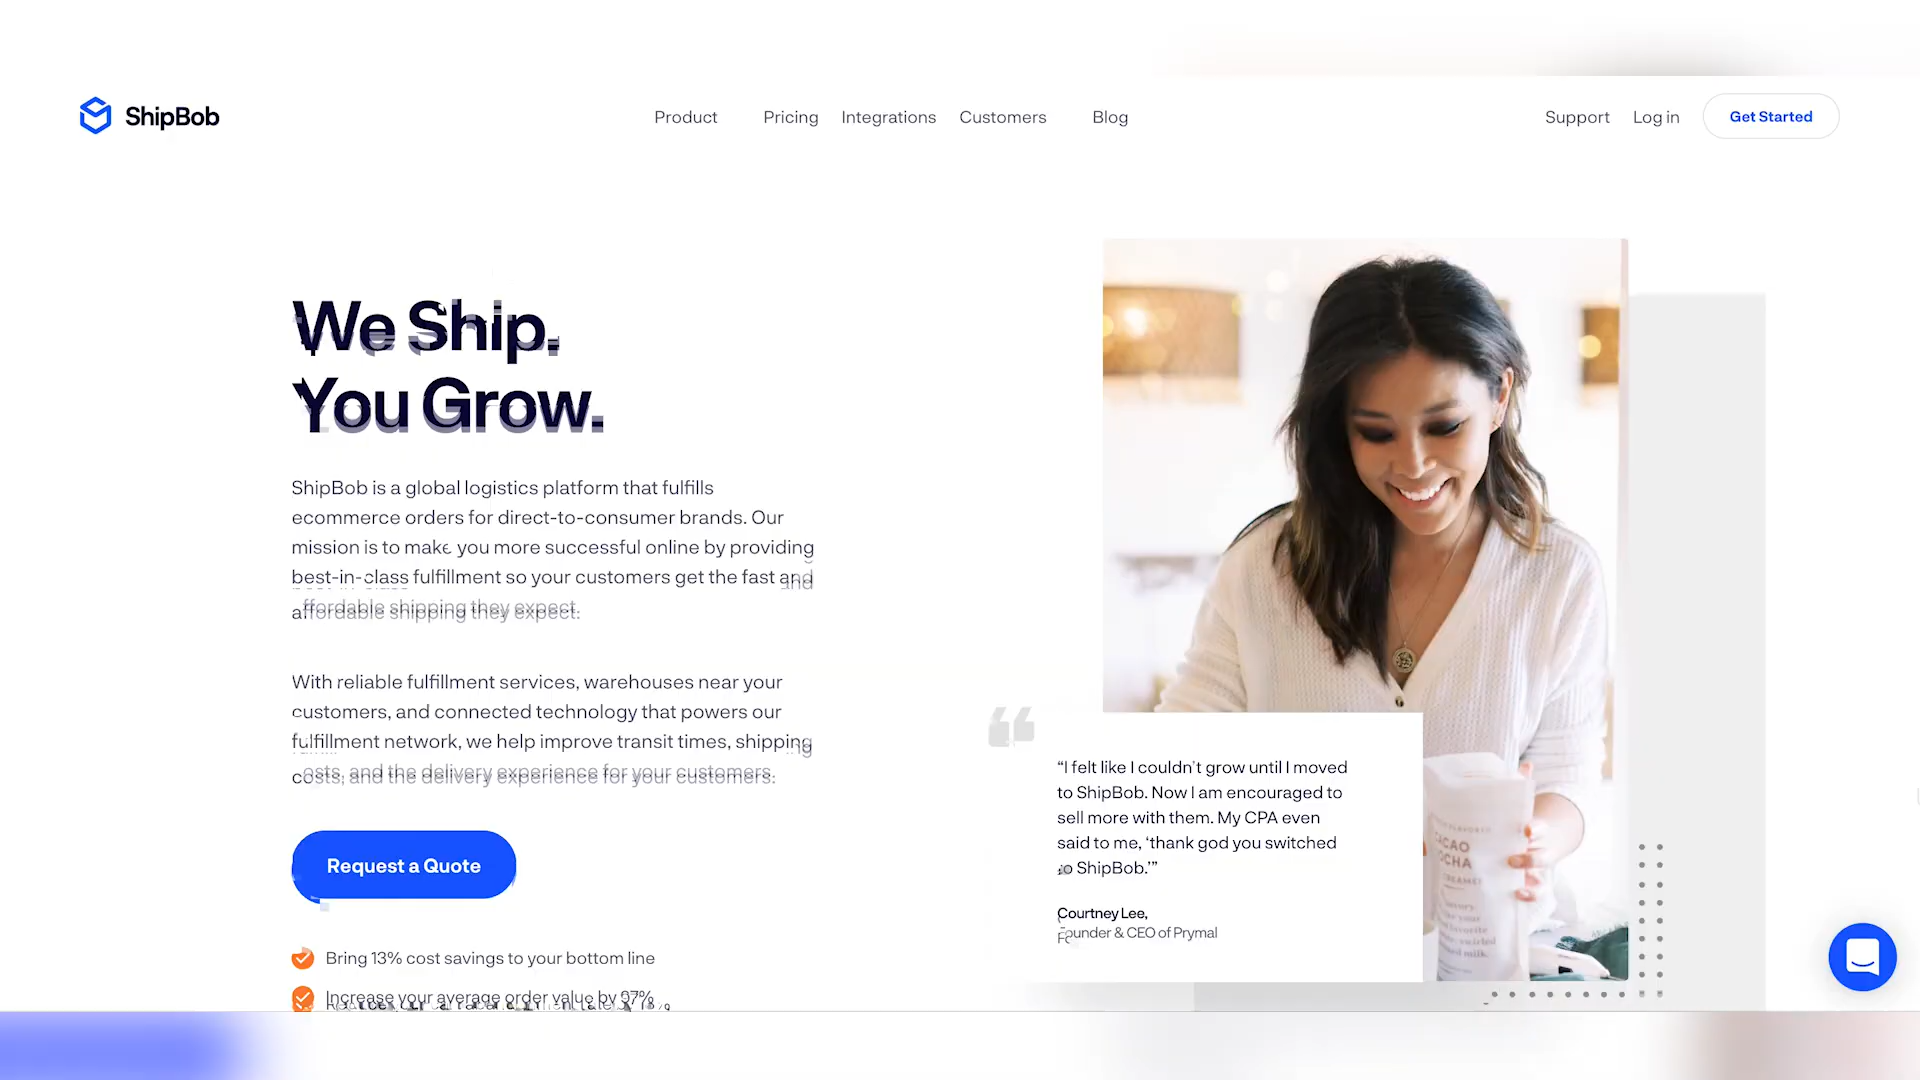 ShipBob
Product Pricing Integrations Customers Blog
Support Log in Get Started
We Ship.
You Grow.
ShipBob is a global logistics platform that fulfills
ecommerce orders for direct-to-consumer brands. Our
mission is to make you more successful online by providing
best-in-class fulfillment so your customers get the fast and
affordable shipping they expect.
With reliable fulfillment services, warehouses near your
customers, and connected technology that powers our
fulfillment network, we help improve transit times, shipping
costs, and the delivery experience for your customers.
Request a Quote
Bring 13% cost savings to your bottom line
Increase your average order value by 97%
“I felt like I couldn't grow until I moved
to ShipBob. Now I am encouraged to
sell more with them. My CPA even
said to me, ‘thank god you switched
to ShipBob.’”
Courtney Lee,
Founder & CEO of Prymal
CACAO
MOCHA
CREAMER